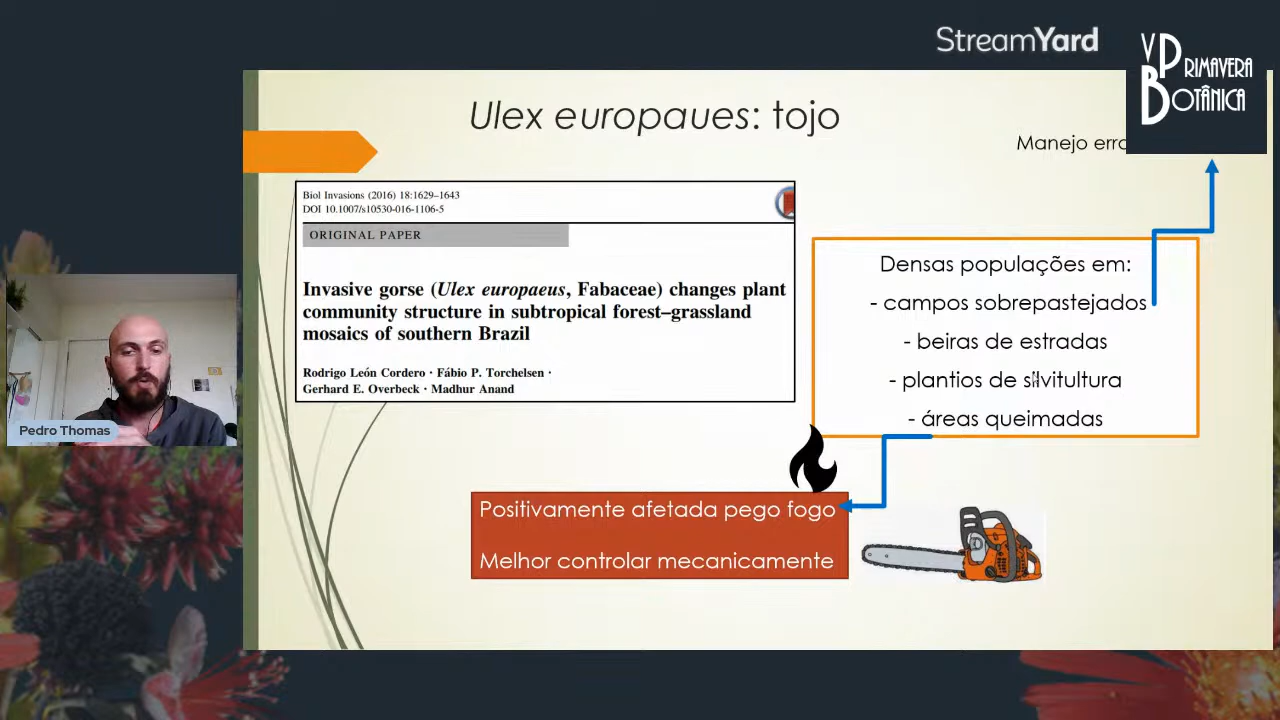 StreamYard
V PRIMAVERA
BOTÂNICA
Ulex europaues: tojo
Manejo
Biol Invasions (2016) 18:1629–1643
DOI 10.1007/s10530-016-1106-5
ORIGINAL PAPER
Invasive gorse (Ulex europaeus, Fabaceae) changes plant
community structure in subtropical forest–grassland
mosaics of southern Brazil
Rodrigo León Cordero · Fábio P. Torchelsen ·
Gerhard E. Overbeck · Madhur Anand
Densas populações em:
- campos sobrepastejados
- beiras de estradas
- plantios de silvitultura
- áreas queimadas
Pedro Thomas
Positivamente afetada pego fogo
Melhor controlar mecanicamente